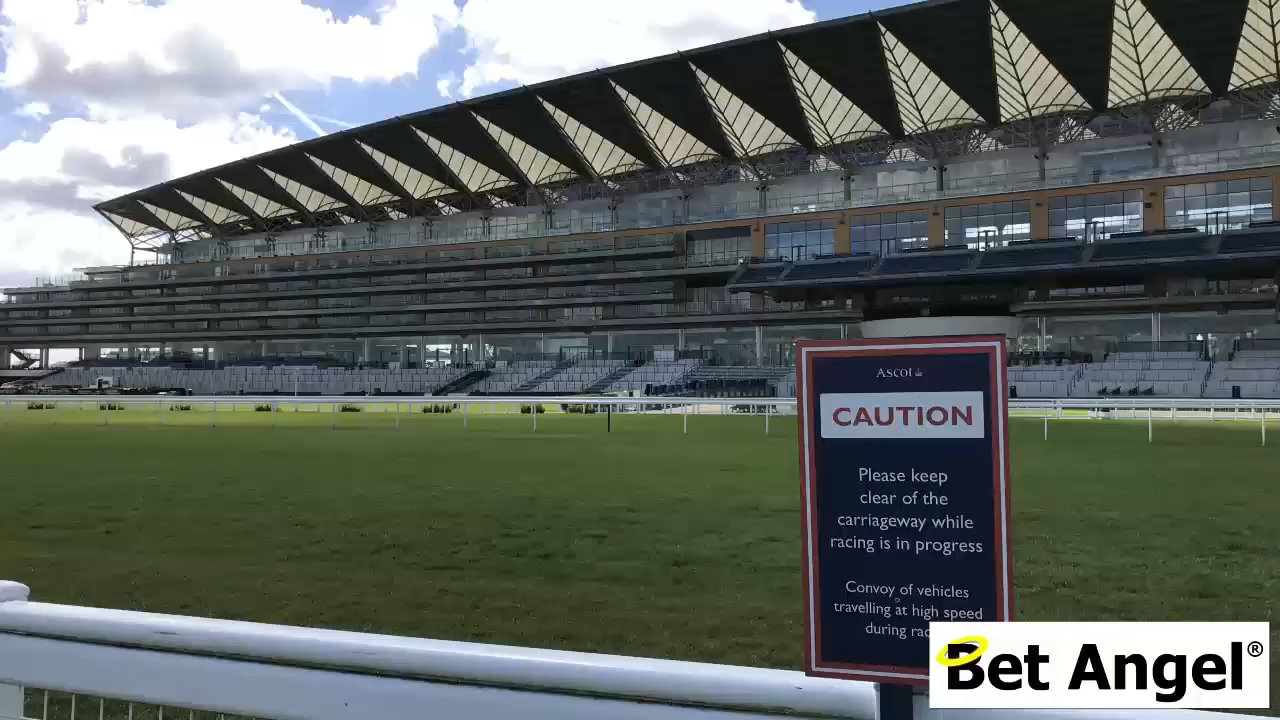 Ascot
CAUTION
Please keep
clear of the
carriageway while
racing is in progress
Convoy of vehicles
travelling at high speed
during
Bet Angel®